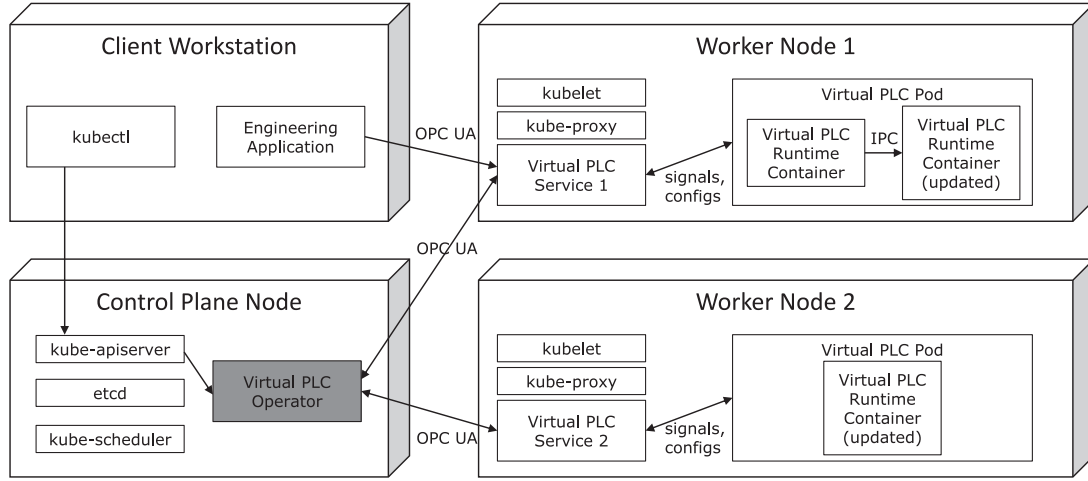 Client Workstation
kubectl
Engineering
Application
OPC UA
Worker Node 1
kubelet
kube-proxy
Virtual PLC
Service 1
signals,
configs
Virtual PLC Pod
Virtual PLC
Runtime
Container
IPC
Virtual PLC
Runtime
Container
(updated)
OPC UA
Control Plane Node
kube-apiserver
etcd
kube-scheduler
Virtual PLC
Operator
OPC UA
Worker Node 2
kubelet
kube-proxy
Virtual PLC
Service 2
signals,
configs
Virtual PLC Pod
Virtual PLC
Runtime
Container
(updated)